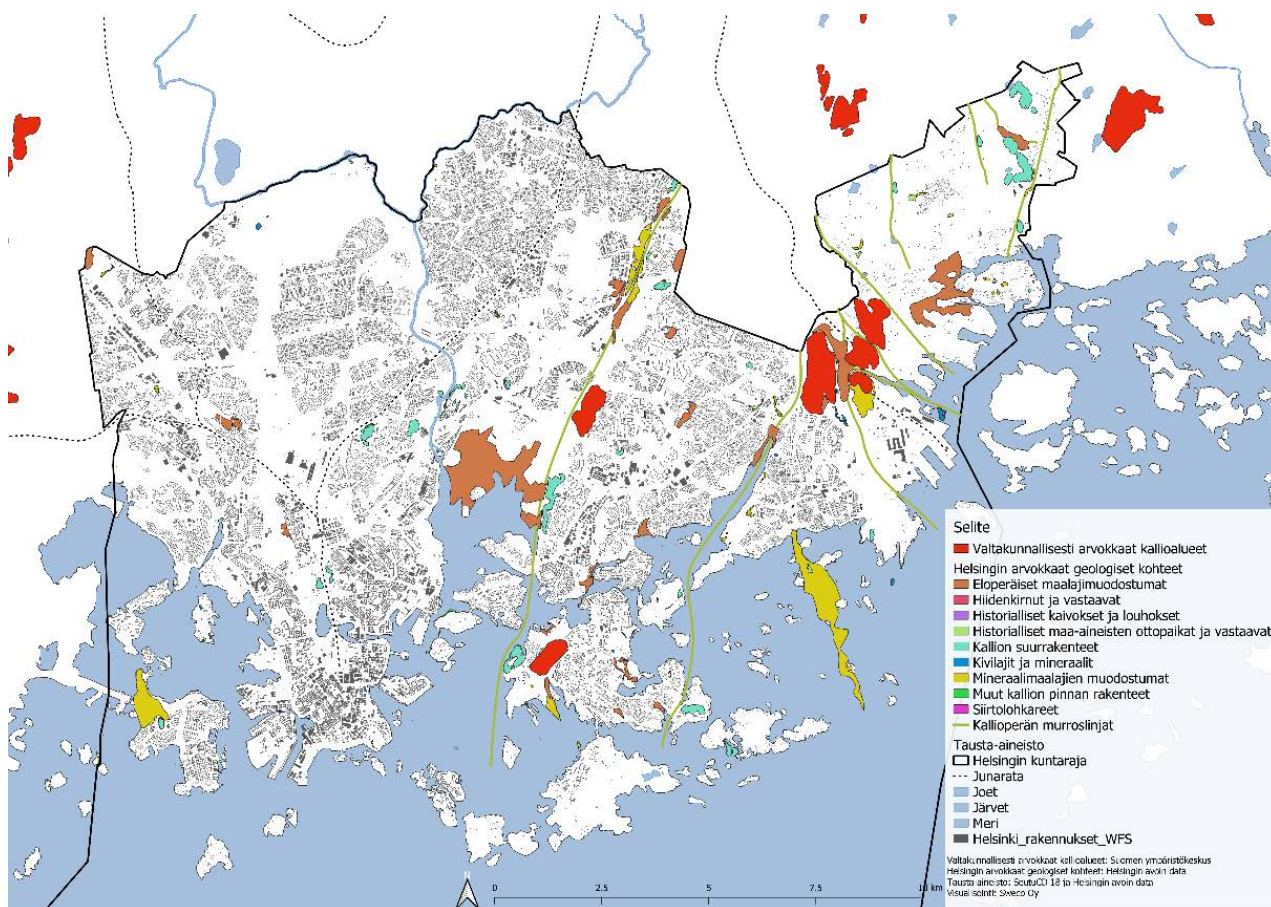 Selite
Valtakunnallisesti arvokkaat kallioalueet
Helsingin arvokkaat geologiset kohteet
Eloperäiset maalajimuodostumat
Hiidenkirnut ja vastaavat
Historialliset kaivokset ja louhokset
Historialliset maa-aineisten ottopaikat ja vastaavat
Kallion suurrakenteet
Kivilajit ja mineraalit
Mineraalimaalajien muodostumat
Muut kallion pinnan rakenteet
Siirtolohkareet
Kallioperän murroslinjat
Tausta-aineisto
Helsingin kuntaraja
Junarata
Joet
Järvet
Meri
Helsinki_rakennukset_WFS
Valtakunnallisesti arvokkaat kallioalueet: Suomen ympäristökeskus
Helsingin arvokkaat geologiset kohteet: Helsingin avoin data
Tausta-aineisto: SeutuCD 18 ja Helsingin avoin data
Visualisointi: Sweco Oy
N
0 2.5 5 7.5 10 km